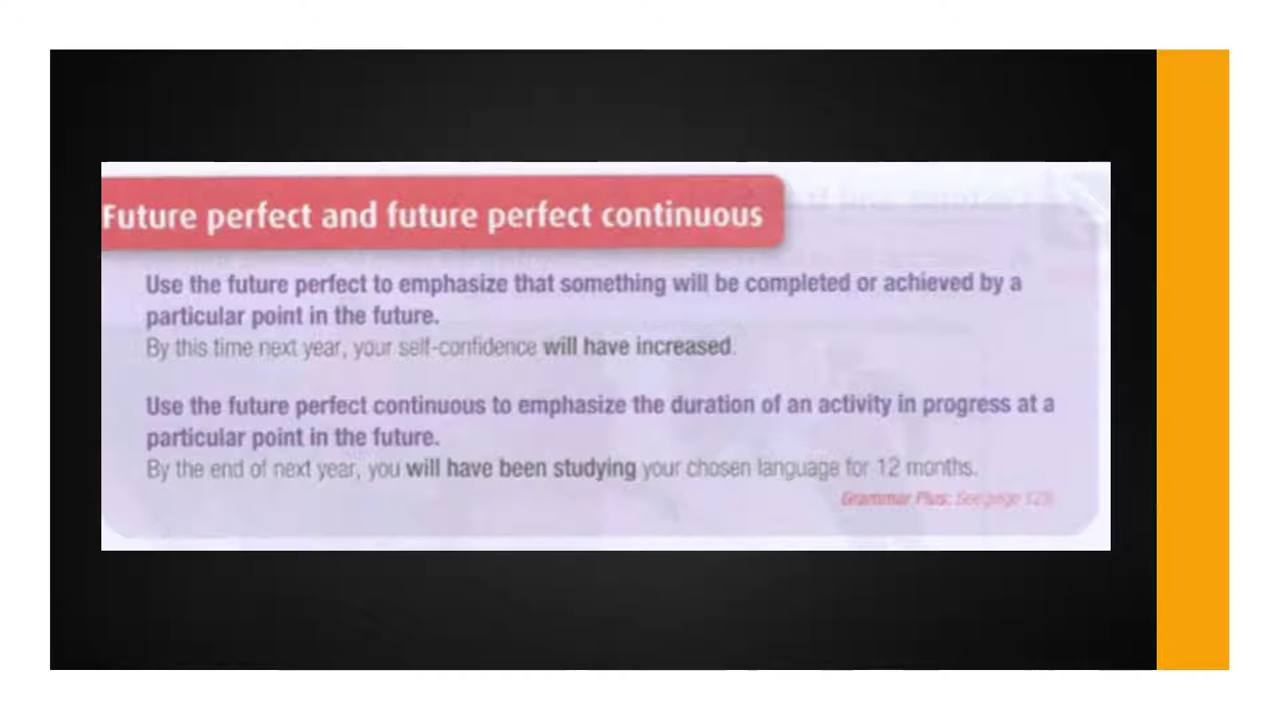 Future perfect and future perfect continuous
Use the future perfect to emphasize that something will be completed or achieved by a
particular point in the future.
By this time next year, your self-confidence will have increased.
Use the future perfect continuous to emphasize the duration of an activity in progress at a
particular point in the future.
By the end of next year, you will have been studying your chosen language for 12 months.
Grammar Plus: See page